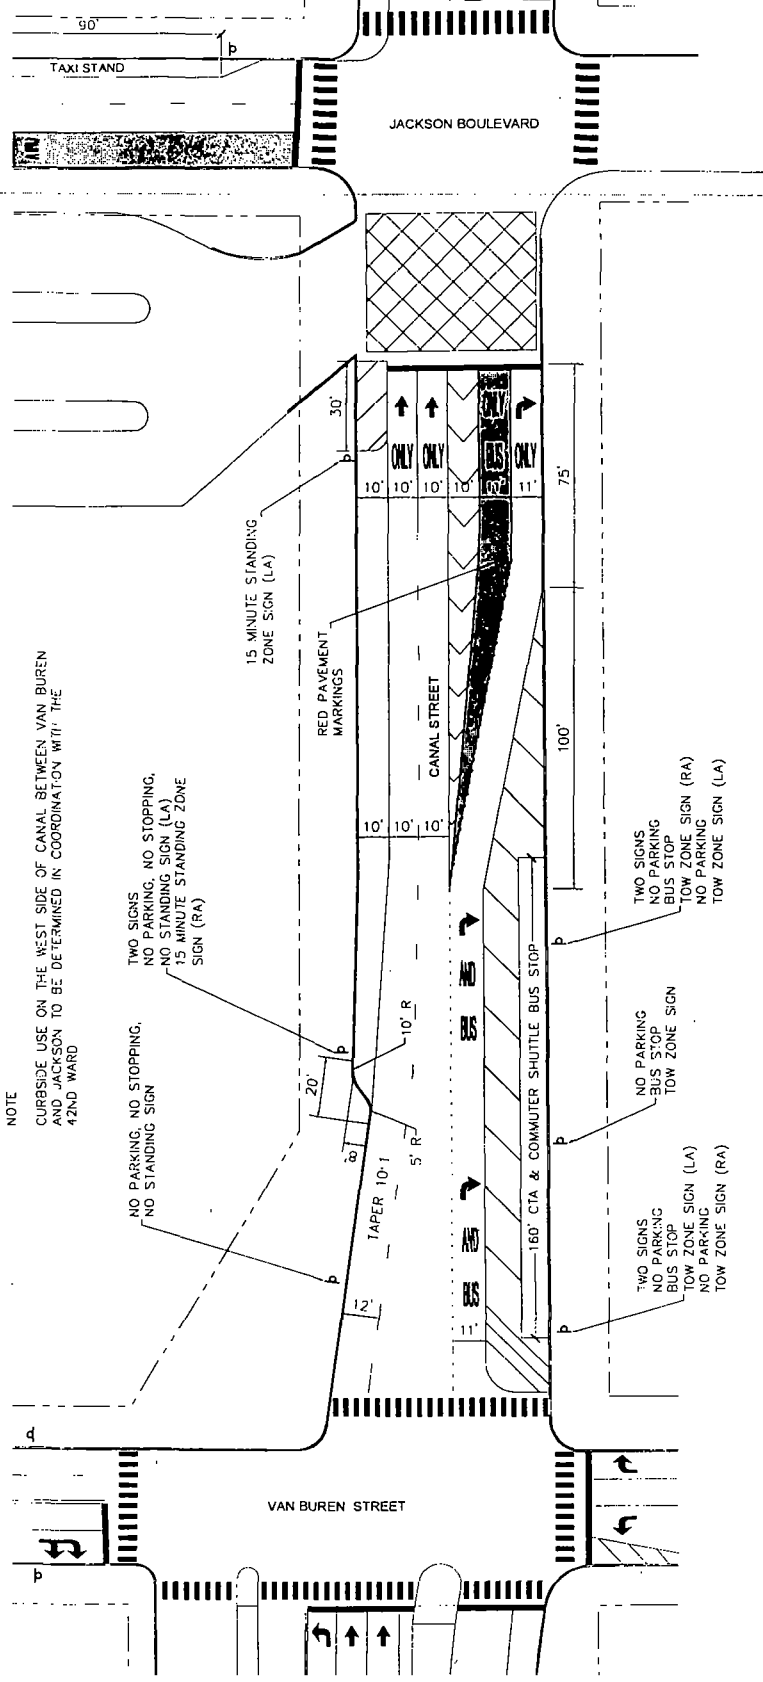 90'
TAXI STAND
JACKSON BOULEVARD
30'
ONLY
ONLY
BUS
ONLY
ONLY
10'
10'
10'
10'
10'
11'
75'
15 MINUTE STANDING
ZONE SIGN (LA)
RED PAVEMENT
MARKINGS
CANAL STREET
100'
10'
10'
10'
NOTE
CURBSIDE USE ON THE WEST SIDE OF CANAL BETWEEN VAN BUREN
AND JACKSON TO BE DETERMINED IN COORDINATION WITH THE
42ND WARD
TWO SIGNS
NO PARKING, NO STOPPING,
NO STANDING SIGN (LA)
15 MINUTE STANDING ZONE
SIGN (RA)
NO PARKING, NO STOPPING,
NO STANDING SIGN
TWO SIGNS
NO PARKING
BUS STOP
TOW ZONE SIGN (RA)
NO PARKING
TOW ZONE SIGN (LA)
AND
BUS
10' R
20'
8'
5' R
TAPER 10:1
160' CTA & COMMUTER SHUTTLE BUS STOP
NO PARKING
BUS STOP
TOW ZONE SIGN
AND
BUS
12'
11'
TWO SIGNS
NO PARKING
BUS STOP
TOW ZONE SIGN (LA)
NO PARKING
TOW ZONE SIGN (RA)
VAN BUREN STREET